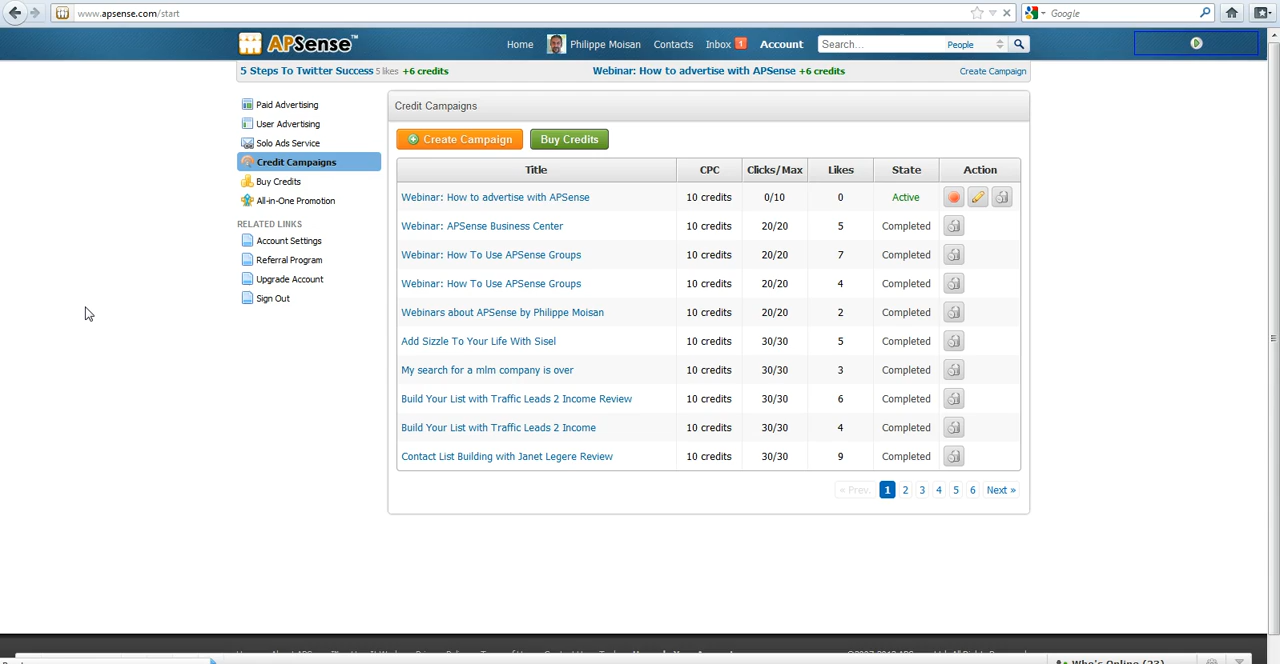 www.apsense.com/start
Google
APSense™
Home Philippe Moisan Contacts Inbox 1 Account Search... People
5 Steps To Twitter Success 5 likes +6 credits Webinar: How to advertise with APSense +6 credits Create Campaign
Paid Advertising
User Advertising
Solo Ads Service
Credit Campaigns
Buy Credits
All-in-One Promotion
RELATED LINKS
Account Settings
Referral Program
Upgrade Account
Sign Out
Credit Campaigns
Create Campaign Buy Credits
Title CPC Clicks/Max Likes State Action
Webinar: How to advertise with APSense 10 credits 0/10 0 Active
Webinar: APSense Business Center 10 credits 20/20 5 Completed
Webinar: How To Use APSense Groups 10 credits 20/20 7 Completed
Webinar: How To Use APSense Groups 10 credits 20/20 4 Completed
Webinars about APSense by Philippe Moisan 10 credits 20/20 2 Completed
Add Sizzle To Your Life With Sisel 10 credits 30/30 5 Completed
My search for a mlm company is over 10 credits 30/30 3 Completed
Build Your List with Traffic Leads 2 Income Review 10 credits 30/30 6 Completed
Build Your List with Traffic Leads 2 Income 10 credits 30/30 4 Completed
Contact List Building with Janet Legere Review 10 credits 30/30 9 Completed
« Prev. 1 2 3 4 5 6 Next »
Who's Online (23)